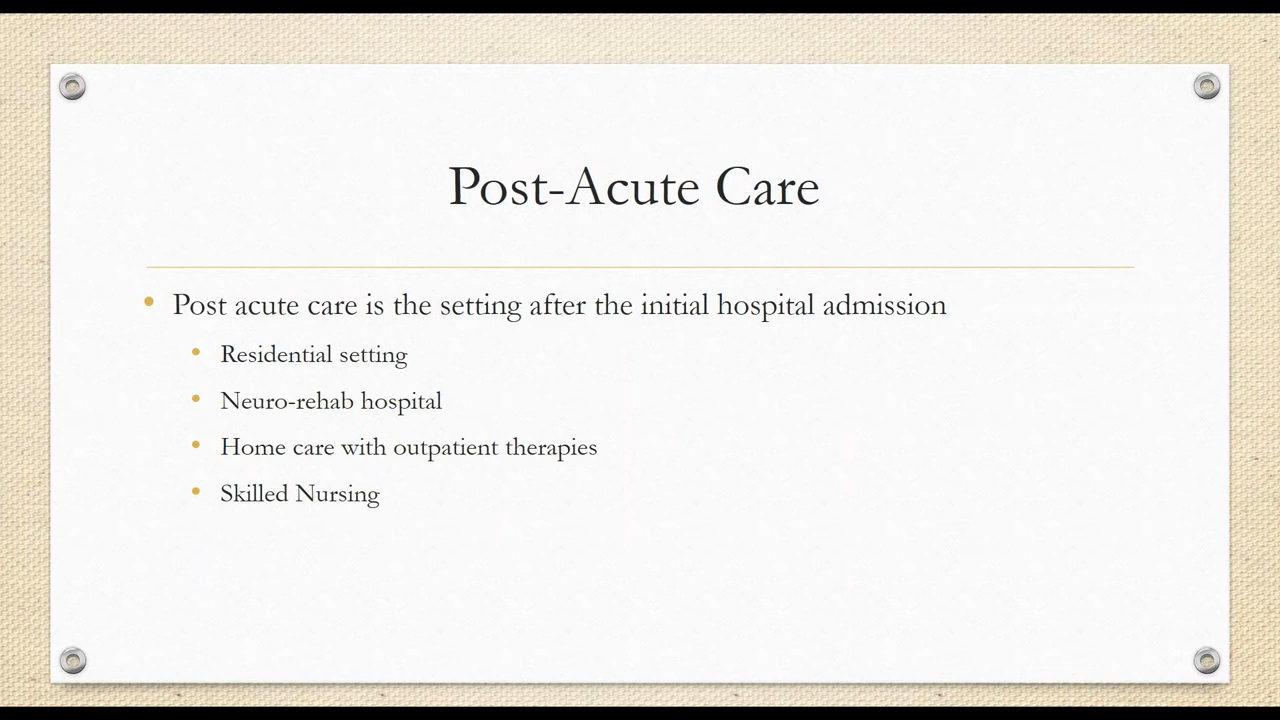 Post-Acute Care
Post acute care is the setting after the initial hospital admission
Residential setting
Neuro-rehab hospital
Home care with outpatient therapies
Skilled Nursing